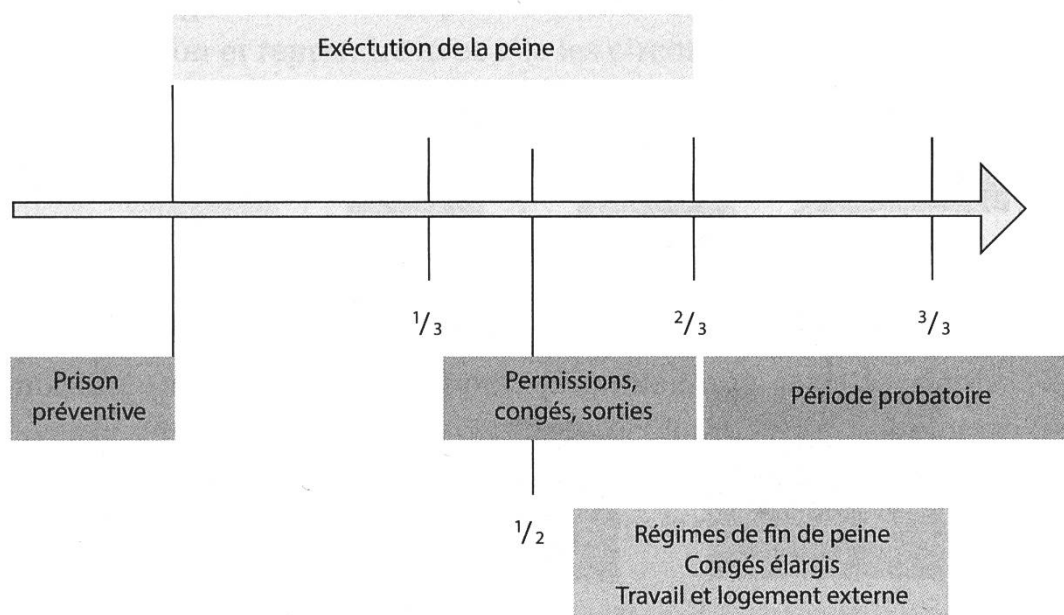 Exéctution de la peine
1/3
2/3
3/3
Prison
préventive
Permissions,
congés, sorties
Période probatoire
1/2
Régimes de fin de peine
Congés élargis
Travail et logement externe